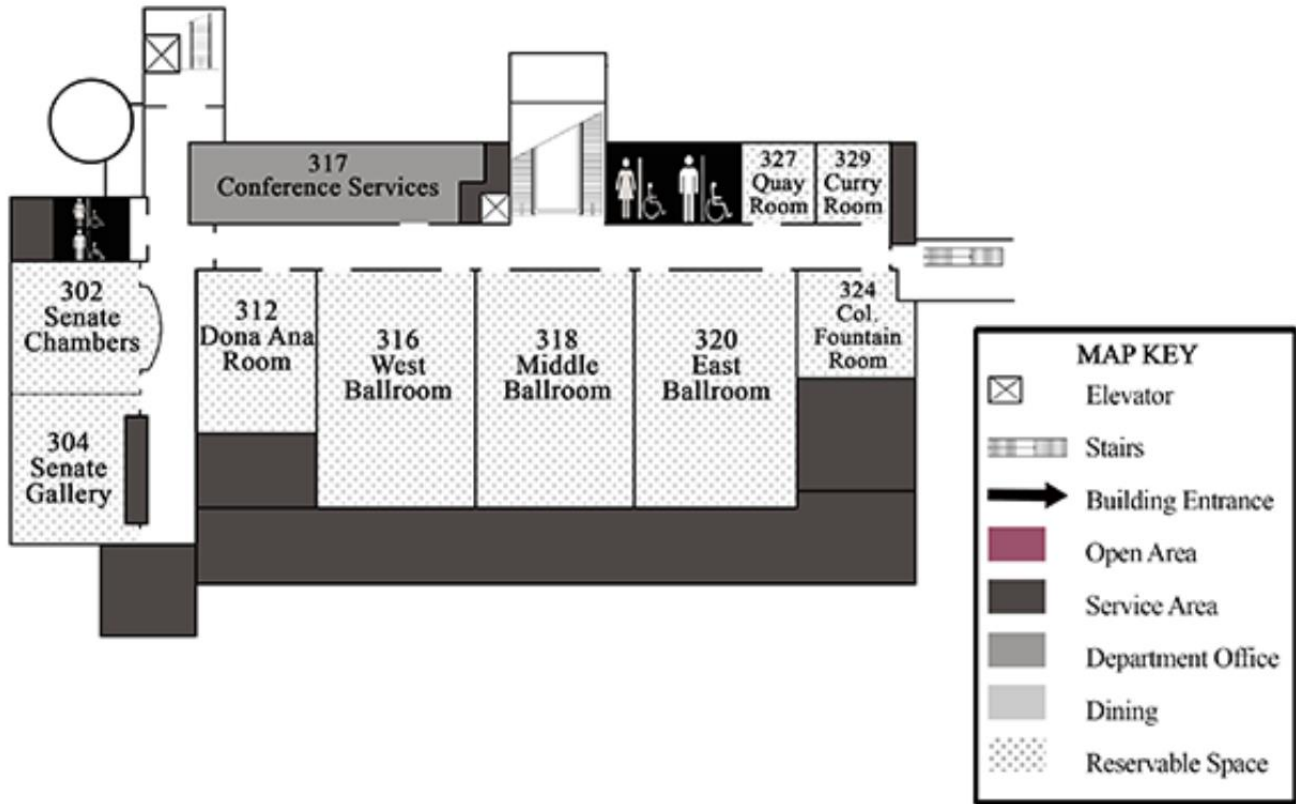 317
Conference Services
327
Quay
Room
329
Curry
Room
302
Senate
Chambers
312
Dona Ana
Room
316
West
Ballroom
318
Middle
Ballroom
320
East
Ballroom
324
Col.
Fountain
Room
304
Senate
Gallery
MAP KEY
Elevator
Stairs
Building Entrance
Open Area
Service Area
Department Office
Dining
Reservable Space